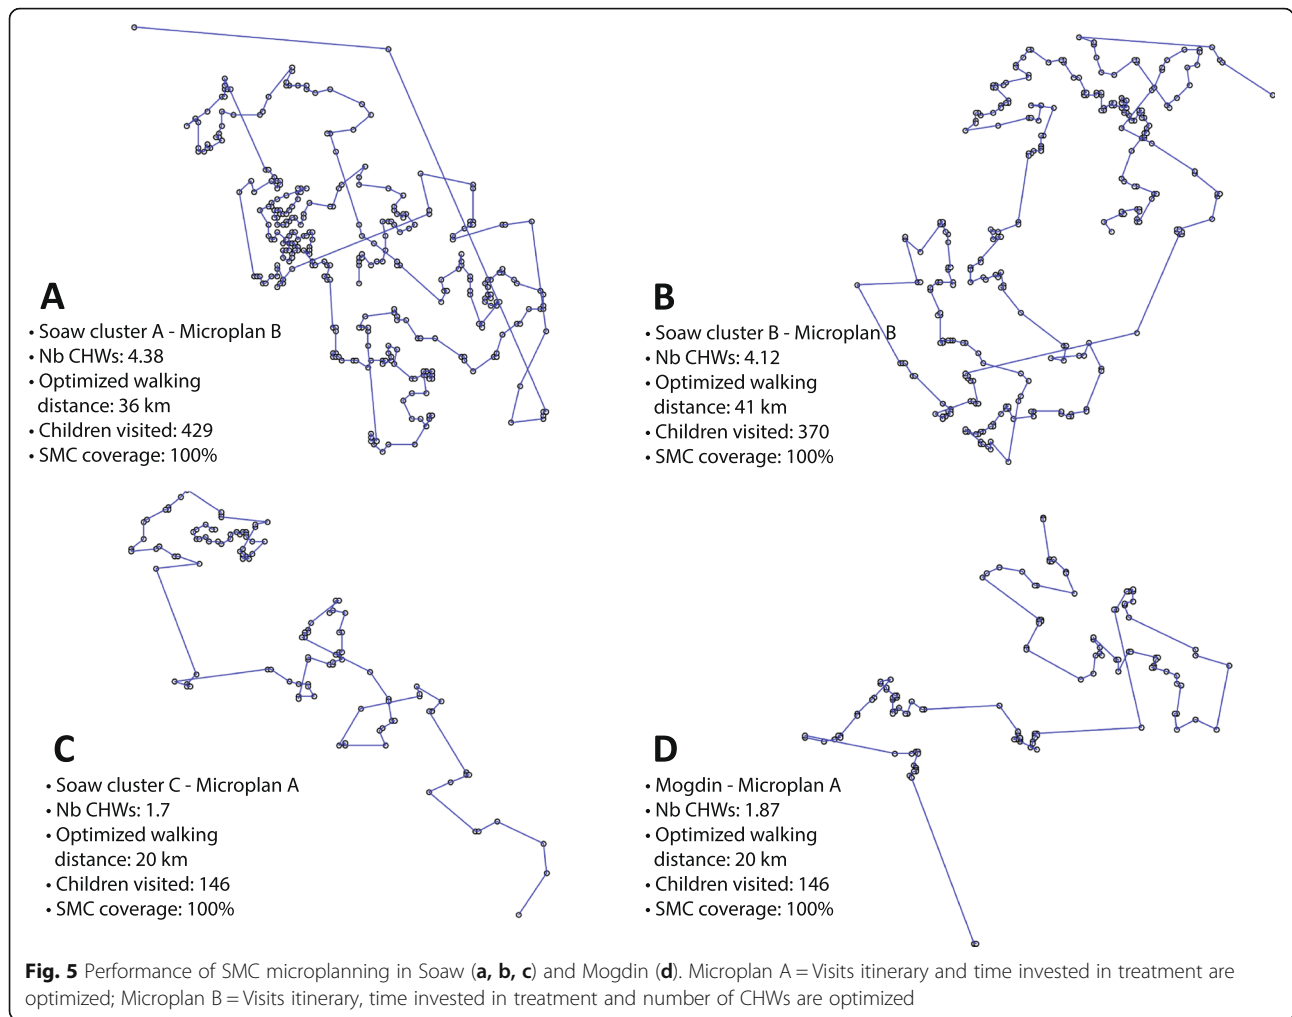 A
• Soaw cluster A - Microplan B
• Nb CHWs: 4.38
• Optimized walking
distance: 36 km
• Children visited: 429
• SMC coverage: 100%
B
• Soaw cluster B - Microplan B
• Nb CHWs: 4.12
• Optimized walking
distance: 41 km
• Children visited: 370
• SMC coverage: 100%
C
• Soaw cluster C - Microplan A
• Nb CHWs: 1.7
• Optimized walking
distance: 20 km
• Children visited: 146
• SMC coverage: 100%
D
• Mogdin - Microplan A
• Nb CHWs: 1.87
• Optimized walking
distance: 20 km
• Children visited: 146
• SMC coverage: 100%
Fig. 5 Performance of SMC microplanning in Soaw (a, b, c) and Mogdin (d). Microplan A = Visits itinerary and time invested in treatment are
optimized; Microplan B = Visits itinerary, time invested in treatment and number of CHWs are optimized